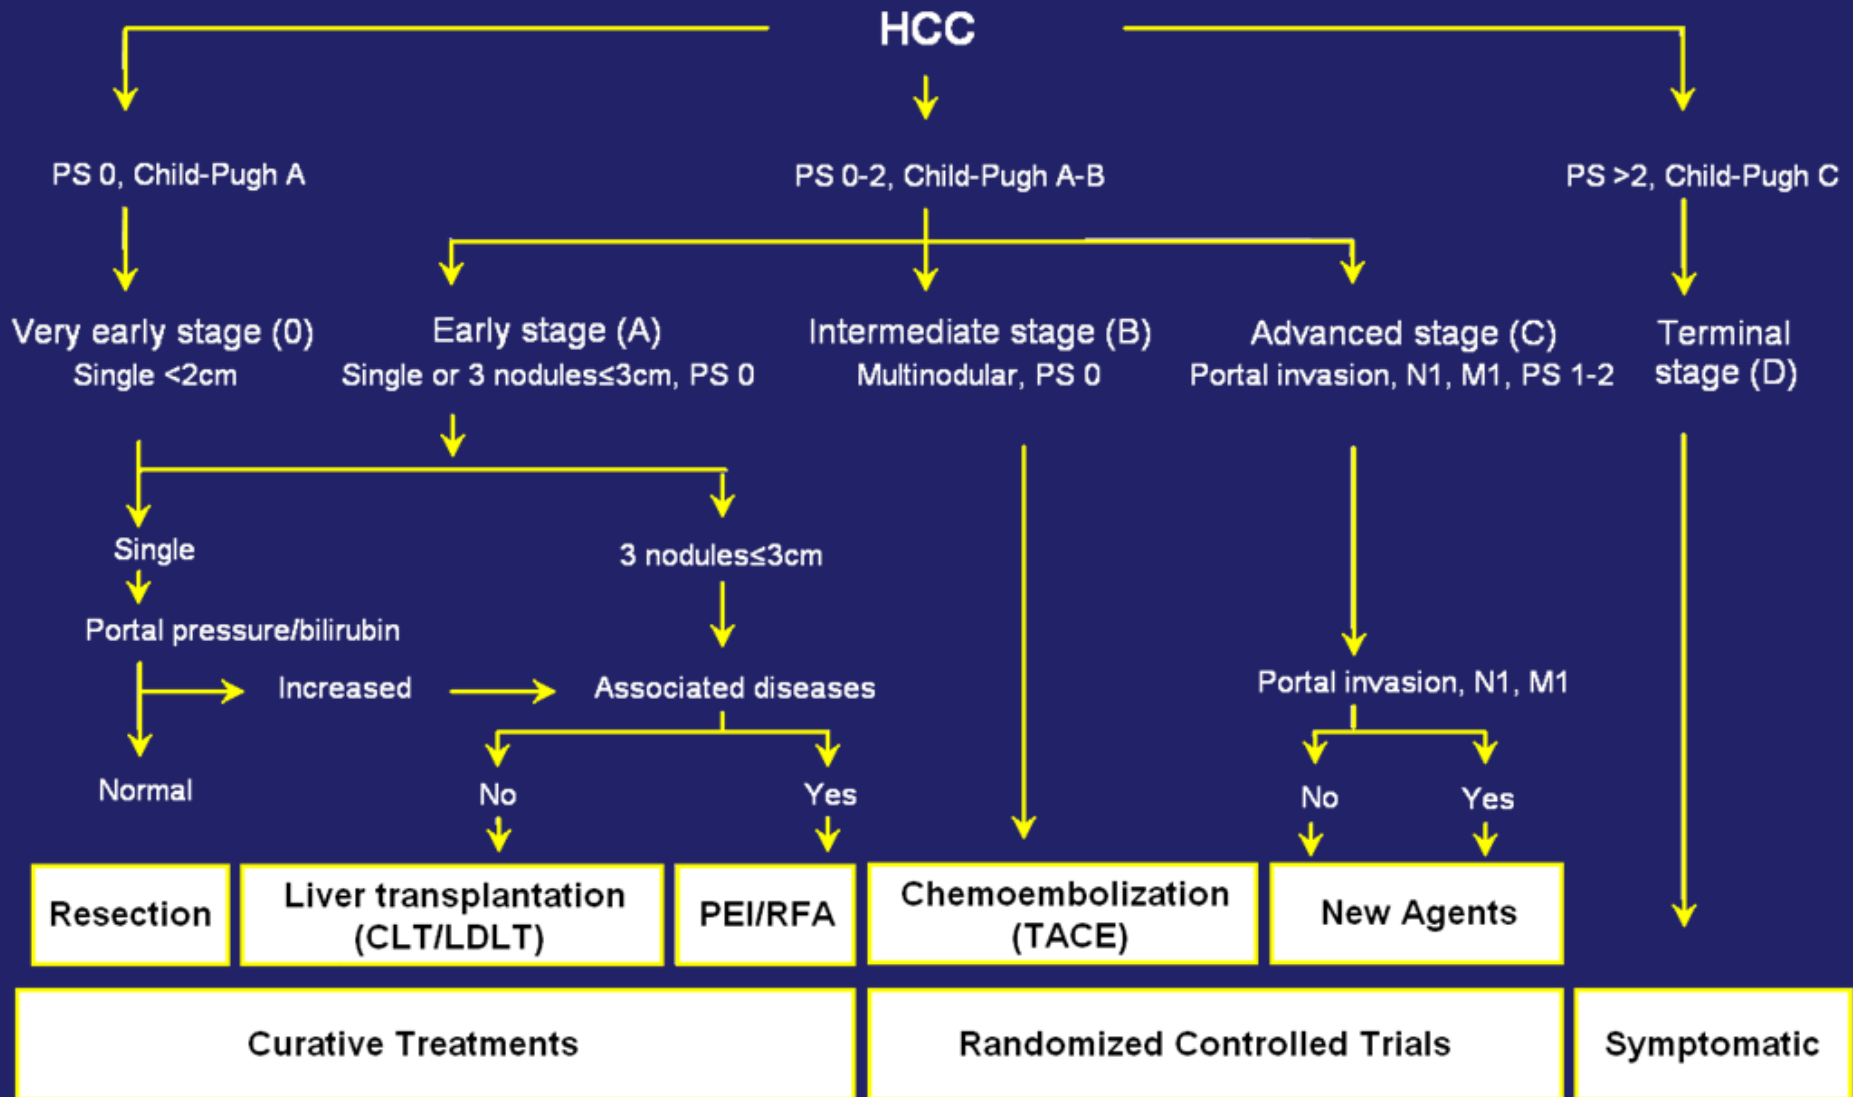 HCC
PS 0, Child-Pugh A
PS 0-2, Child-Pugh A-B
PS >2, Child-Pugh C
Very early stage (0)
Single <2cm
Early stage (A)
Single or 3 nodules≤3cm, PS 0
Intermediate stage (B)
Multinodular, PS 0
Advanced stage (C)
Portal invasion, N1, M1, PS 1-2
Terminal
stage (D)
Single
3 nodules≤3cm
Portal pressure/bilirubin
Increased
Associated diseases
Portal invasion, N1, M1
Normal
No
Yes
No
Yes
Resection
Liver transplantation
(CLT/LDLT)
PEI/RFA
Chemoembolization
(TACE)
New Agents
Curative Treatments
Randomized Controlled Trials
Symptomatic